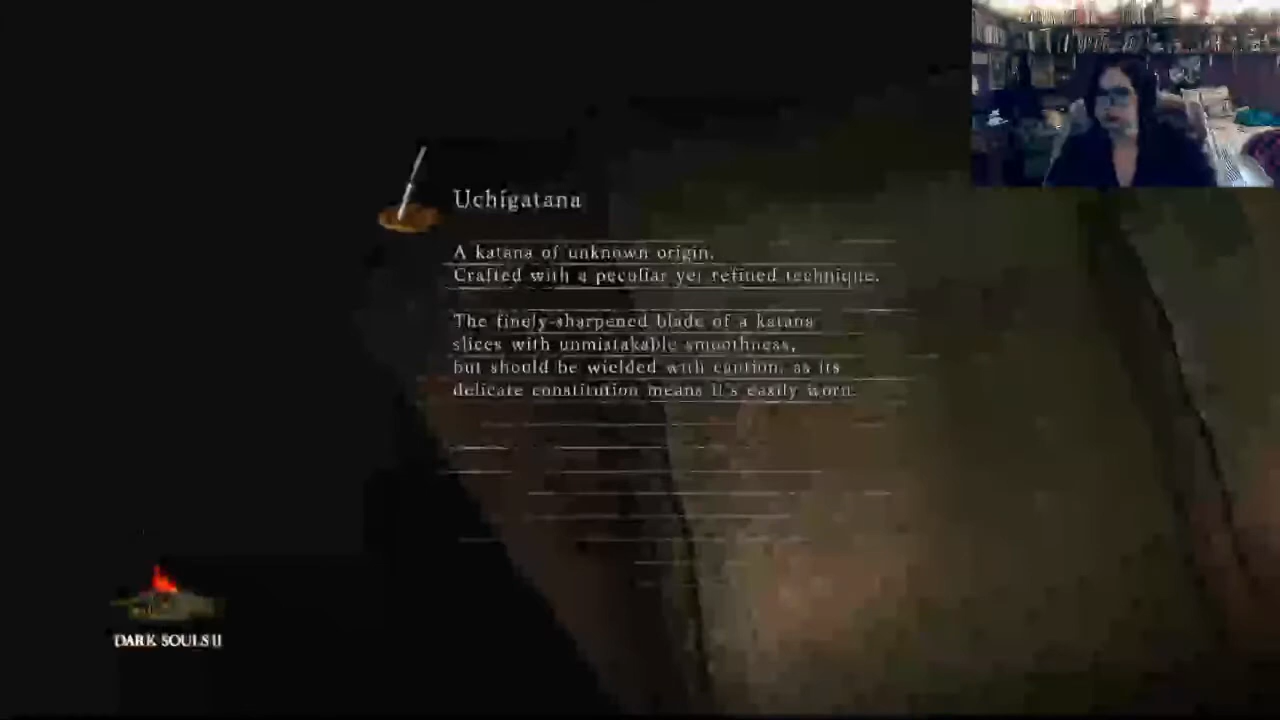 Uchigatana
A katana of unknown origin.
Crafted with a peculiar yet refined technique.
The finely-sharpened blade of a katana
slices with unmistakable smoothness,
but should be wielded with caution, as its
delicate constitution means it's easily worn.
DARK SOULS II